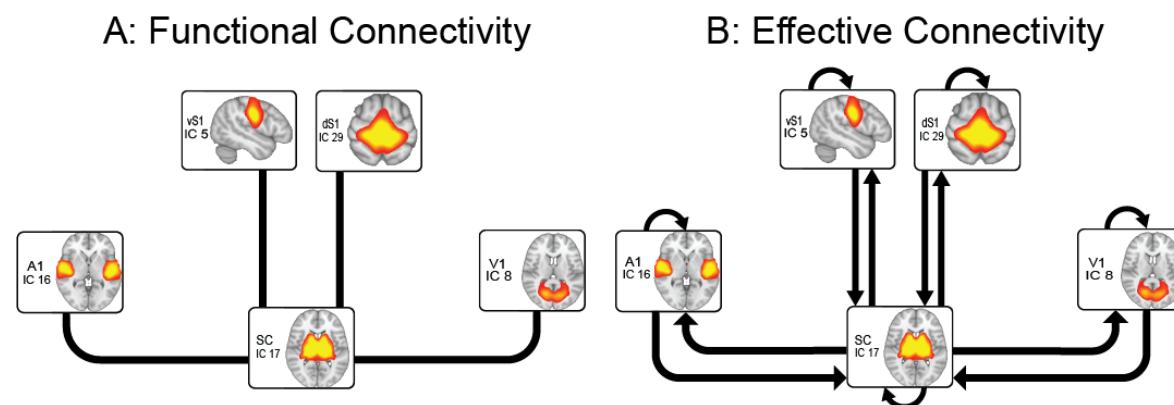 A: Functional Connectivity
vS1
IC 5
dS1
IC 29
A1
IC 16
V1
IC 8
SC
IC 17
B: Effective Connectivity
vS1
IC 5
dS1
IC 29
A1
IC 16
V1
IC 8
SC
IC 17